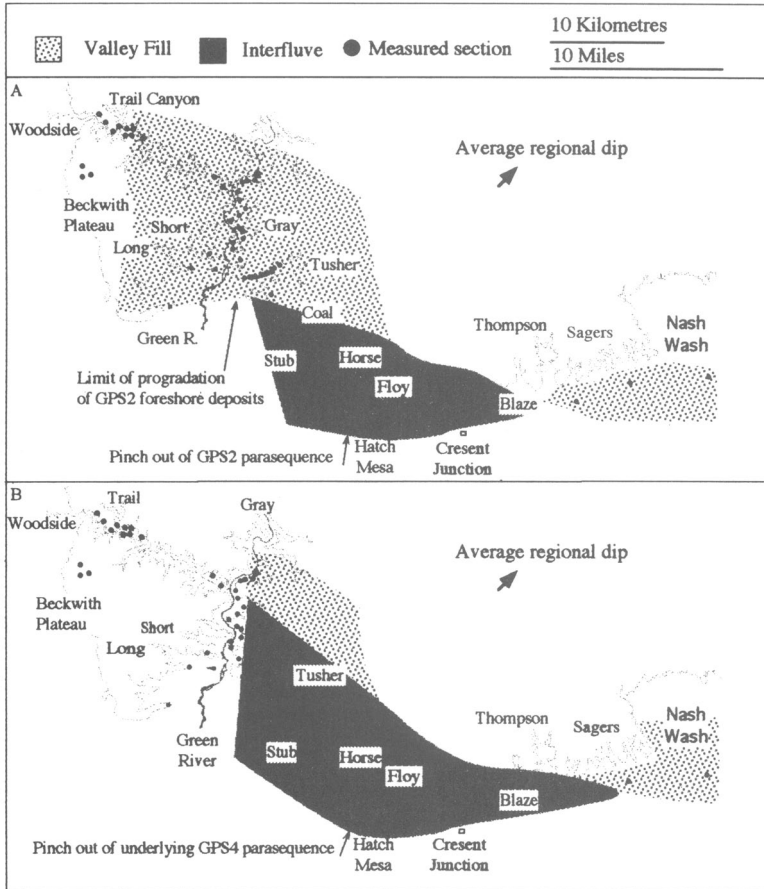 10 Kilometres
Valley Fill Interfluve Measured section
10 Miles
A
Trail Canyon
Woodside
Average regional dip
Beckwith
Plateau
Short
Gray
Long
Tusher
Coal
Green R.
Thompson
Sagers
Nash
Wash
Stub
Horse
Floy
Limit of progradation
of GPS2 foreshore deposits
Blaze
Pinch out of GPS2 parasequence
Hatch
Mesa
Cresent
Junction
B
Trail
Gray
Woodside
Average regional dip
Beckwith
Plateau
Short
Long
Tusher
Nash
Wash
Thompson
Sagers
Green
River
Stub
Horse
Floy
Blaze
Pinch out of underlying GPS4 parasequence
Hatch
Mesa
Cresent
Junction